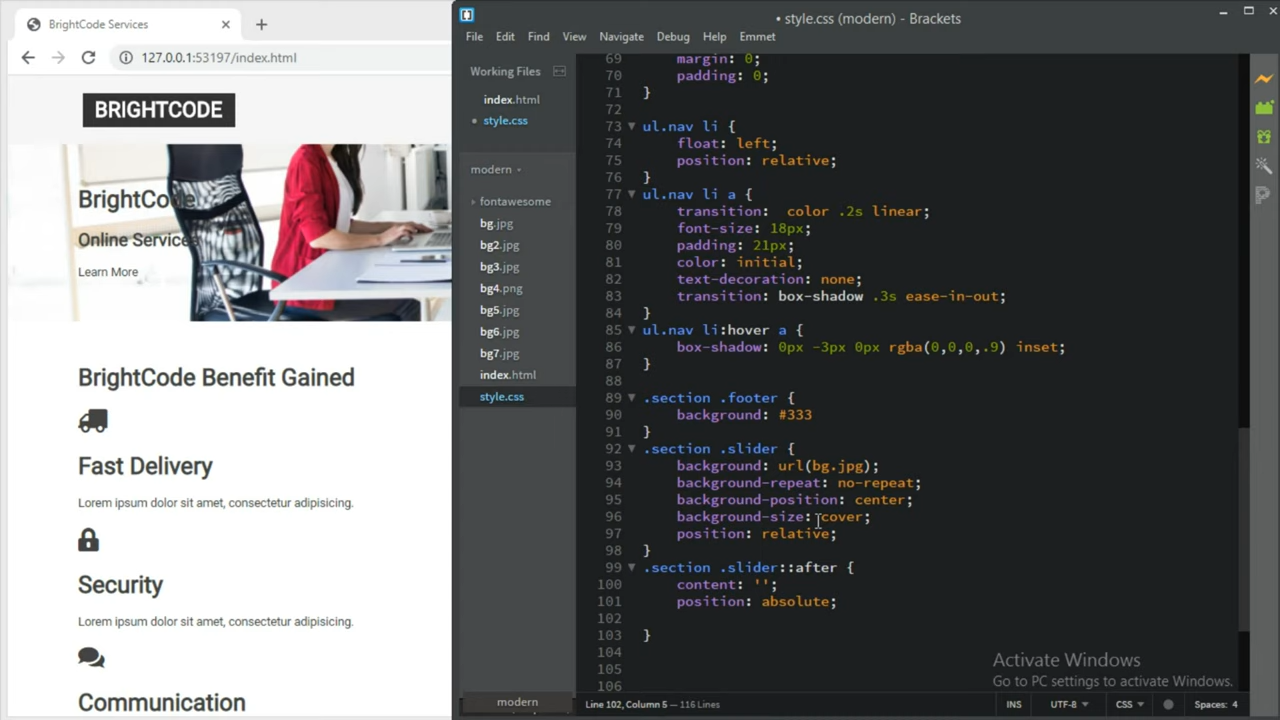 BrightCode Services
127.0.0.1:53197/index.html
BRIGHTCODE
BrightCode
Online Services
Learn More
BrightCode Benefit Gained
Fast Delivery
Lorem ipsum dolor sit amet, consectetur adipisicing.
Security
Lorem ipsum dolor sit amet, consectetur adipisicing.
Communication
• style.css (modern) - Brackets
File Edit Find View Navigate Debug Help Emmet
Working Files
index.html
style.css
modern
fontawesome
bg.jpg
bg2.jpg
bg3.jpg
bg4.png
bg5.jpg
bg6.jpg
bg7.jpg
index.html
style.css
modern
69 margin: 0;
70 padding: 0;
71 }
72
73 ul.nav li {
74 float: left;
75 position: relative;
76 }
77 ul.nav li a {
78 transition:  color .2s linear;
79 font-size: 18px;
80 padding: 21px;
81 color: initial;
82 text-decoration: none;
83 transition: box-shadow .3s ease-in-out;
84 }
85 ul.nav li:hover a {
86 box-shadow: 0px -3px 0px rgba(0,0,0,.9) inset;
87 }
88
89 .section .footer {
90 background: #333
91 }
92 .section .slider {
93 background: url(bg.jpg);
94 background-repeat: no-repeat;
95 background-position: center;
96 background-size: cover;
97 position: relative;
98 }
99 .section .slider::after {
100 content: '';
101 position: absolute;
102
103 }
104
105
106
Activate Windows
Go to PC settings to activate Windows.
Line 102, Column 5 — 116 Lines
INS UTF-8 CSS Spaces: 4